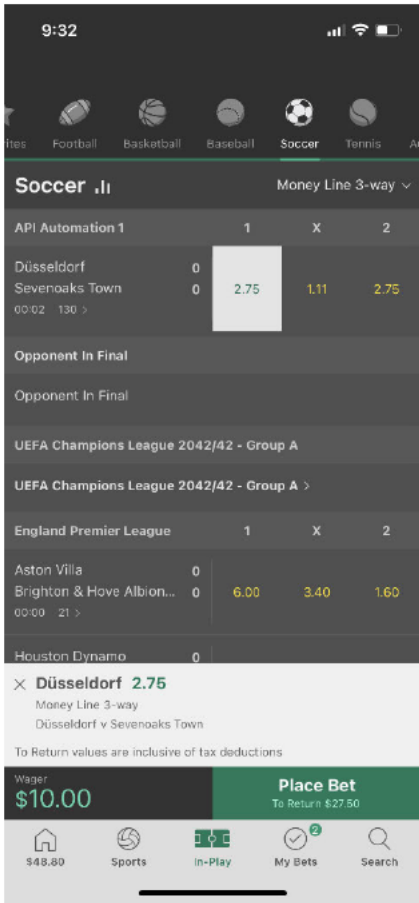 9:32
ites Football Basketball Baseball Soccer Tennis A
Soccer Money Line 3-way
API Automation 1 1 X 2
Düsseldorf 0
Sevenoaks Town 0 2.75 1.11 2.75
00:02 130 >
Opponent In Final
Opponent In Final
UEFA Champions League 2042/42 - Group A
UEFA Champions League 2042/42 - Group A >
England Premier League 1 X 2
Aston Villa 0
Brighton & Hove Albion... 0 6.00 3.40 1.60
00:00 21 >
Houston Dynamo 0
× Düsseldorf 2.75
Money Line 3-way
Düsseldorf v Sevenoaks Town
To Return values are inclusive of tax deductions
Wager Place Bet
$10.00 To Return $27.50
2
$48.80 Sports In-Play My Bets Search